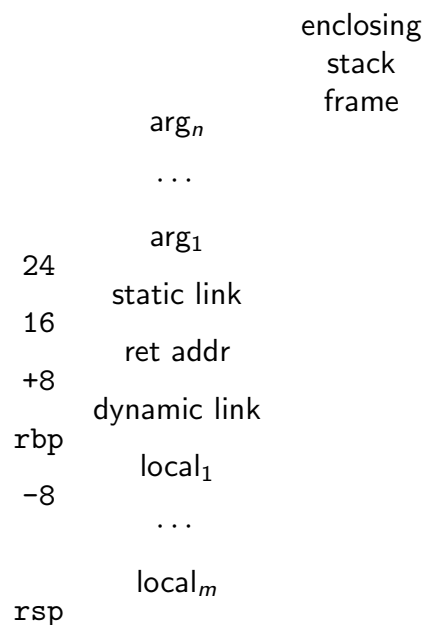 enclosing
stack
frame
argₙ
...
arg₁
24
static link
16
ret addr
+8
dynamic link
rbp
local₁
-8
...
localₘ
rsp